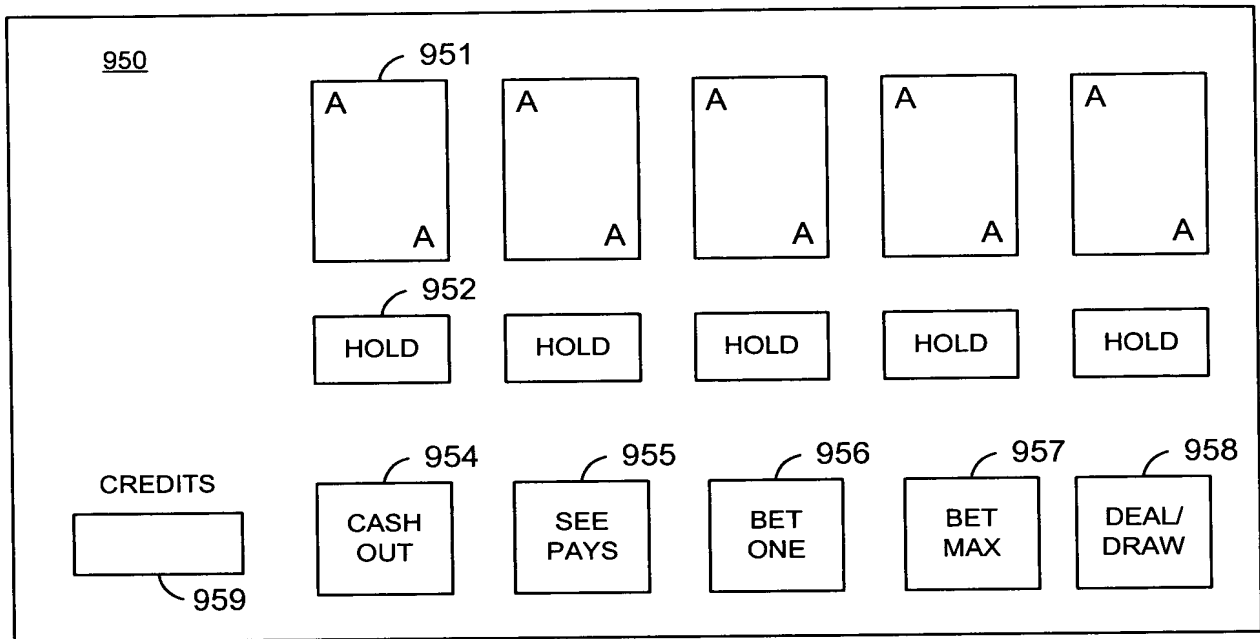 950
951
A A A A A
A A A A A
952
HOLD HOLD HOLD HOLD HOLD
954 955 956 957 958
CREDITS
CASH OUT
SEE PAYS
BET ONE
BET MAX
DEAL/ DRAW
959